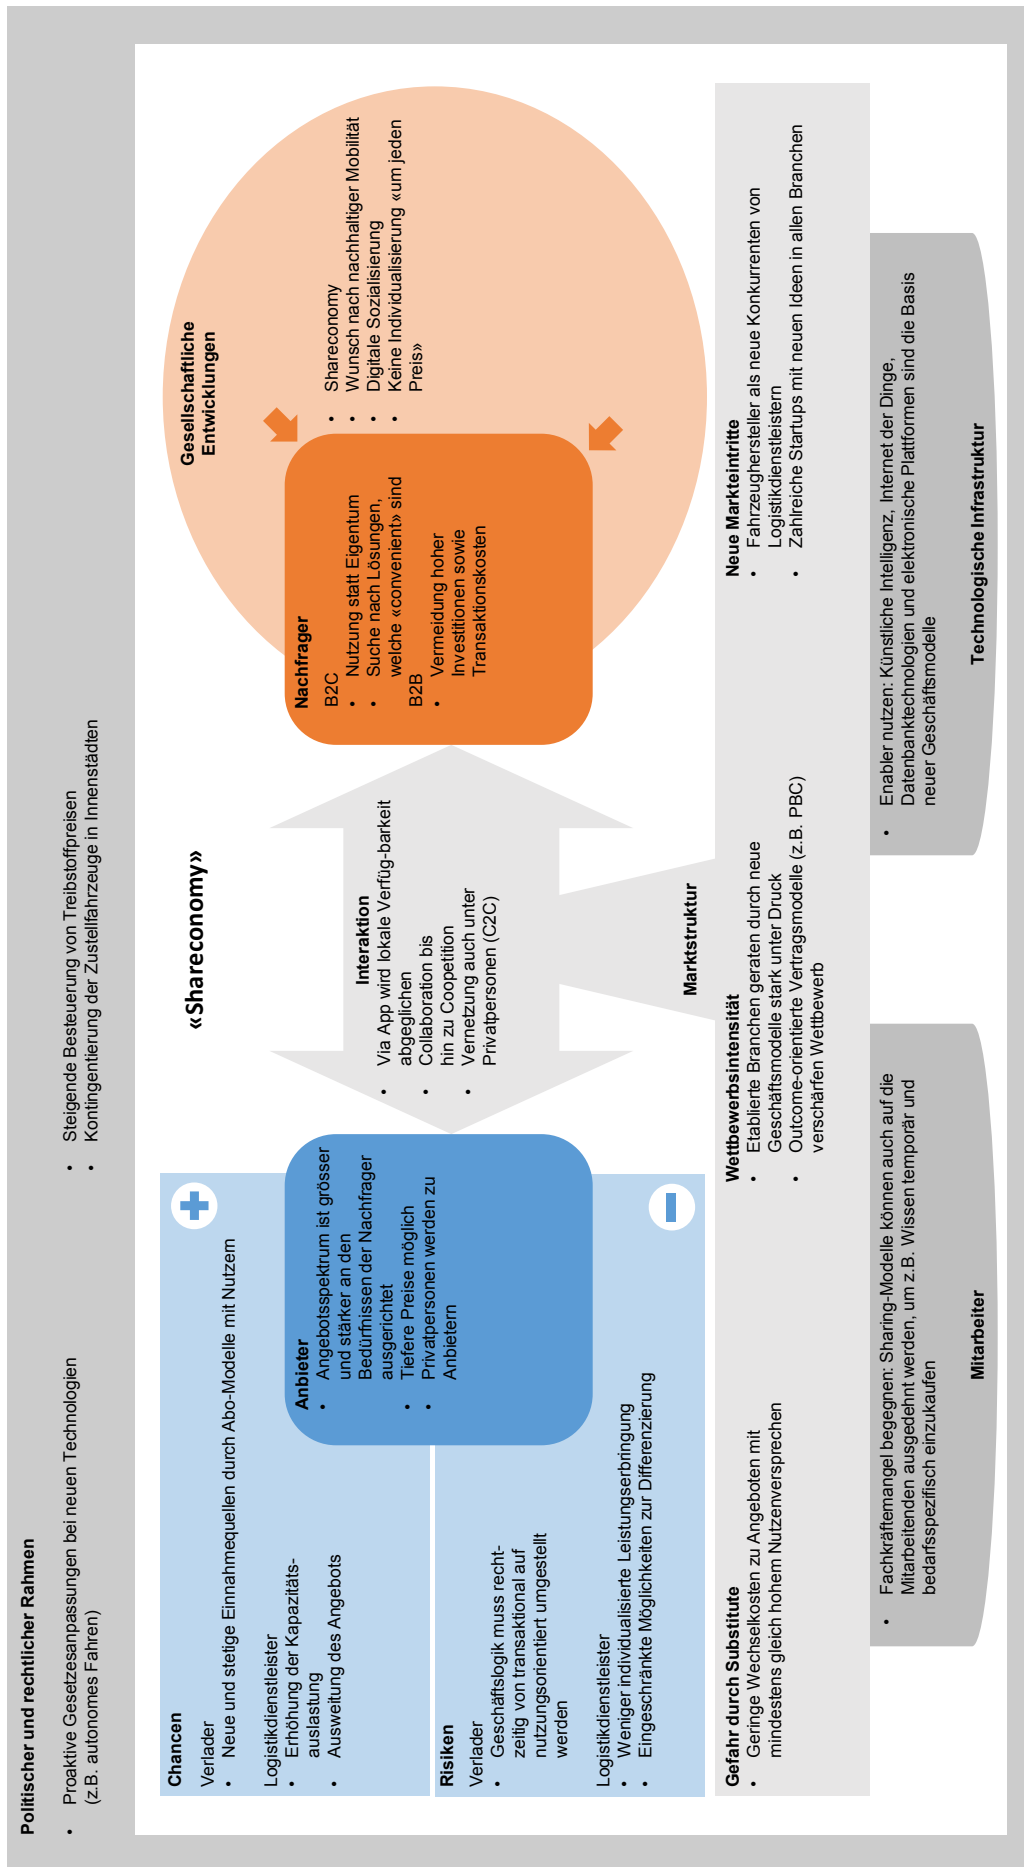 Politischer und rechtlicher Rahmen
• Proaktive Gesetzesanpassungen bei neuen Technologien
(z.B. autonomes Fahren)
• Steigende Besteuerung von Treibstoffpreisen
• Kontingentierung der Zustellfahrzeuge in Innenstädten
«Shareconomy»
Chancen
Verlader
• Neue und stetige Einnahmequellen durch Abo-Modelle mit Nutzem
Logistikdienstleister
• Erhöhung der Kapazitäts-
auslastung
• Ausweitung des Angebots
Risiken
Verlader
• Geschäftslogik muss recht-
zeitig von transaktional auf
nutzungsorientiert umgestellt
werden
Logistikdienstleister
• Weniger individualisierte Leistungserbringung
• Eingeschränkte Möglichkeiten zur Differenzierung
Anbieter
• Angebotsspektrum ist grösser
und stärker an den
Bedürfnissen der Nachfrager
ausgerichtet
• Tiefere Preise möglich
• Privatpersonen werden zu
Anbietern
Interaktion
• Via App wird lokale Verfüg-barkeit
abgeglichen
• Collaboration bis
hin zu Coopetition
• Vernetzung auch unter
Privatpersonen (C2C)
Nachfrager
B2C
• Nutzung statt Eigentum
• Suche nach Lösungen,
welche «convenient» sind
B2B
• Vermeidung hoher
Investitionen sowie
Transaktionskosten
Gesellschaftliche
Entwicklungen
• Shareconomy
• Wunsch nach nachhaltiger Mobilität
• Digitale Sozialisierung
• Keine Individualisierung «um jeden
Preis»
Marktstruktur
Gefahr durch Substitute
• Geringe Wechselkosten zu Angeboten mit
mindestens gleich hohem Nutzenversprechen
Wettbewerbsintensität
• Etablierte Branchen geraten durch neue
Geschäftsmodelle stark unter Druck
• Outcome-orientierte Vertragsmodelle (z.B. PBC)
verschärfen Wettbewerb
Neue Markteintritte
• Fahrzeughersteller als neue Konkurrenten von
Logistikdienstleistern
• Zahlreiche Startups mit neuen Ideen in allen Branchen
• Fachkräftemangel begegnen: Sharing-Modelle können auch auf die
Mitarbeitenden ausgedehnt werden, um z.B. Wissen temporär und
bedarfsspezifisch einzukaufen
Mitarbeiter
• Enabler nutzen: Künstliche Intelligenz, Internet der Dinge,
Datenbanktechnologien und elektronische Plattformen sind die Basis
neuer Geschäftsmodelle
Technologische Infrastruktur